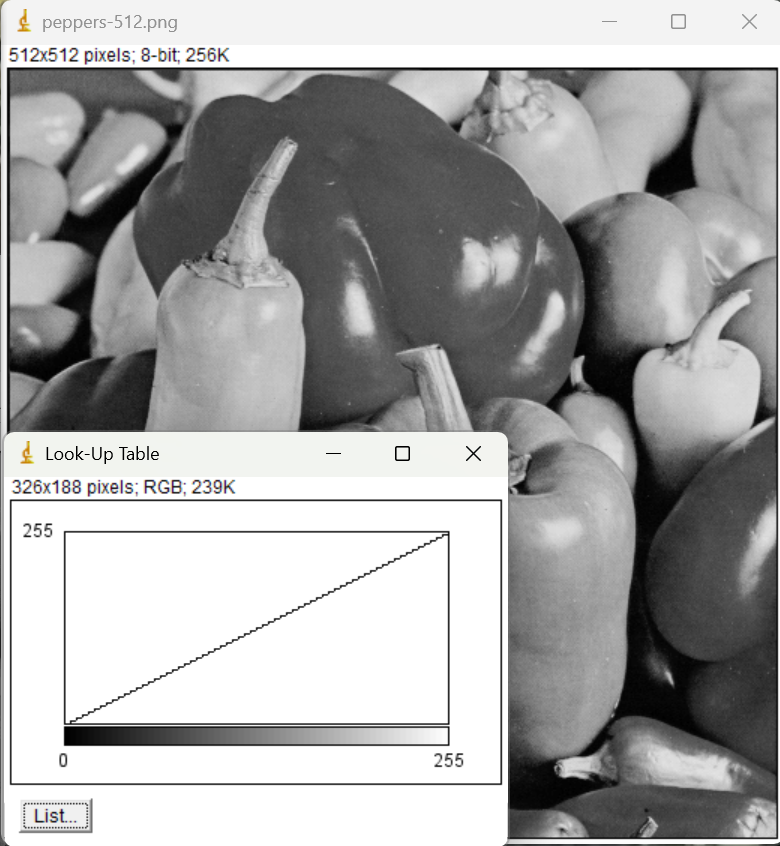 peppers-512.png
512x512 pixels; 8-bit; 256K
Look-Up Table
326x188 pixels; RGB; 239K
255
0 255
List...